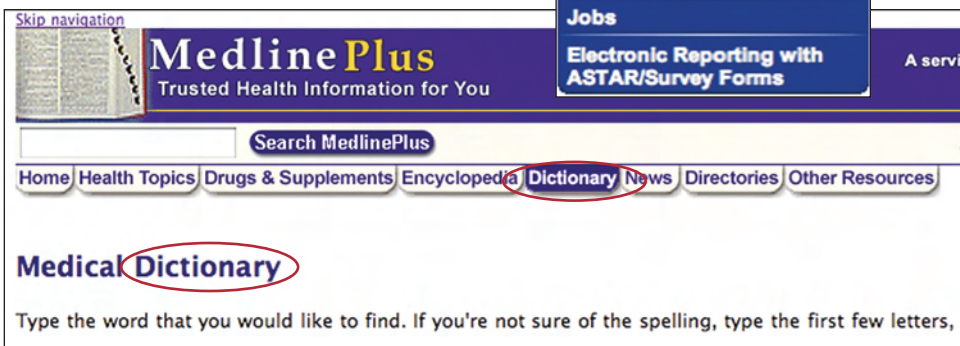 Skip navigation
Jobs
Electronic Reporting with
ASTAR/Survey Forms
Medline Plus
Trusted Health Information for You
A servi
Search MedlinePlus
Home Health Topics Drugs & Supplements Encyclopedia Dictionary News Directories Other Resources
Medical Dictionary
Type the word that you would like to find. If you're not sure of the spelling, type the first few letters,